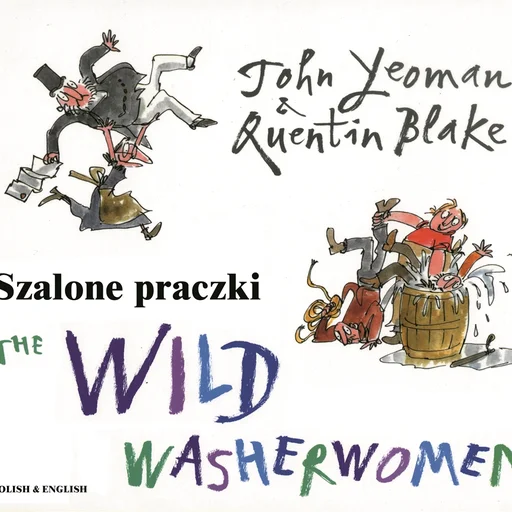 John Yeoman
&
Quentin Blake
Szalone praczki
THE
WILD
WASHERWOMEN
OLISH & ENGLISH